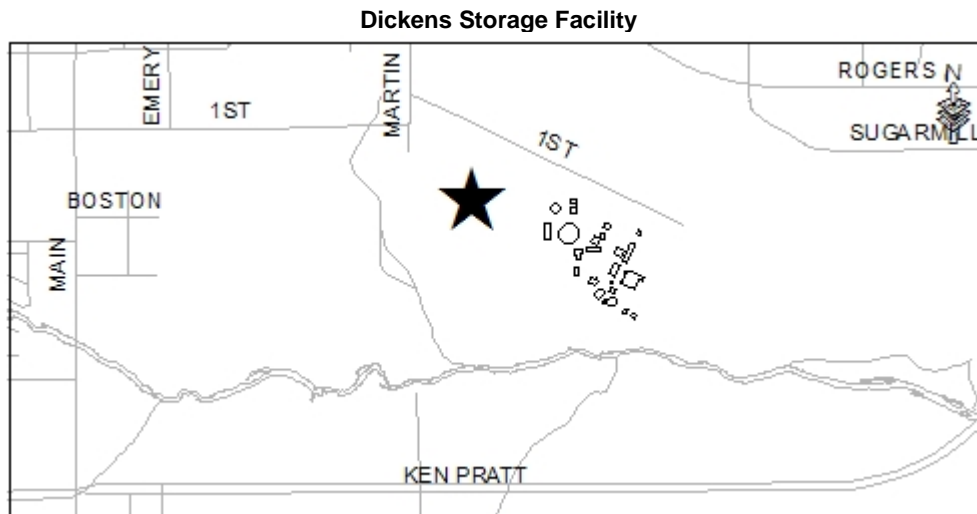 Dickens Storage Facility
ROGERS
N
EMERY
MARTIN
1ST
1ST
SUGARMILL
BOSTON
MAIN
KEN PRATT